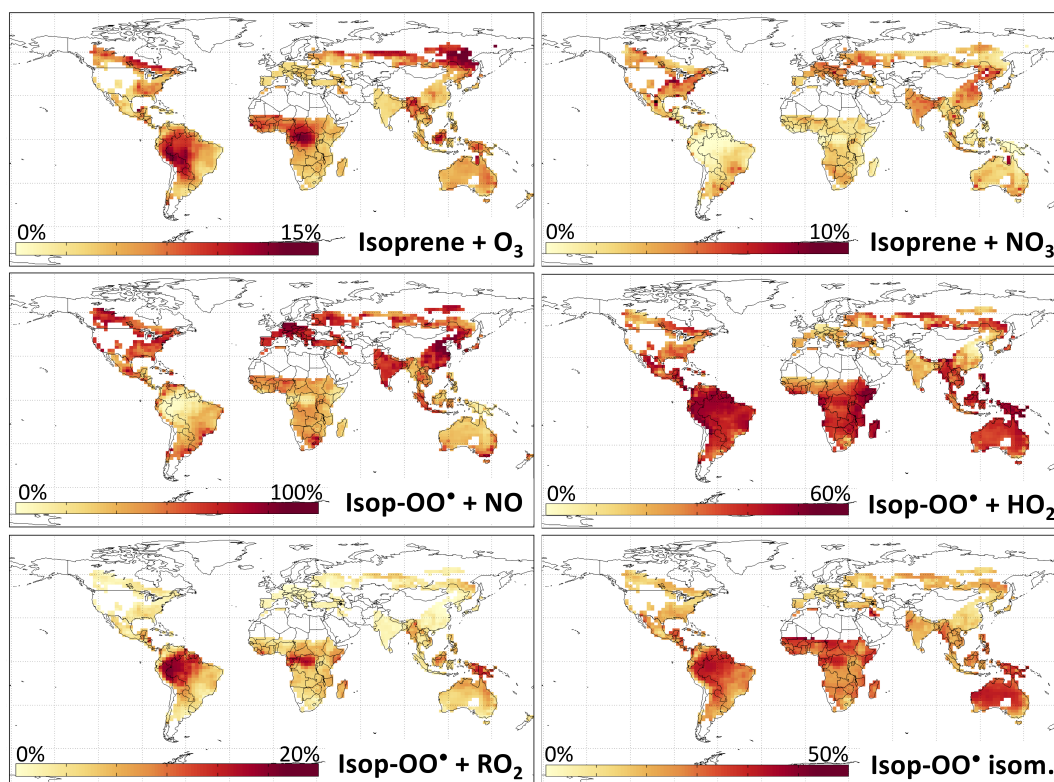 0% 15% Isoprene + O₃
0% 10% Isoprene + NO₃
0% 100% Isop-OO• + NO
0% 60% Isop-OO• + HO₂
0% 20% Isop-OO• + RO₂
0% 50% Isop-OO• isom.